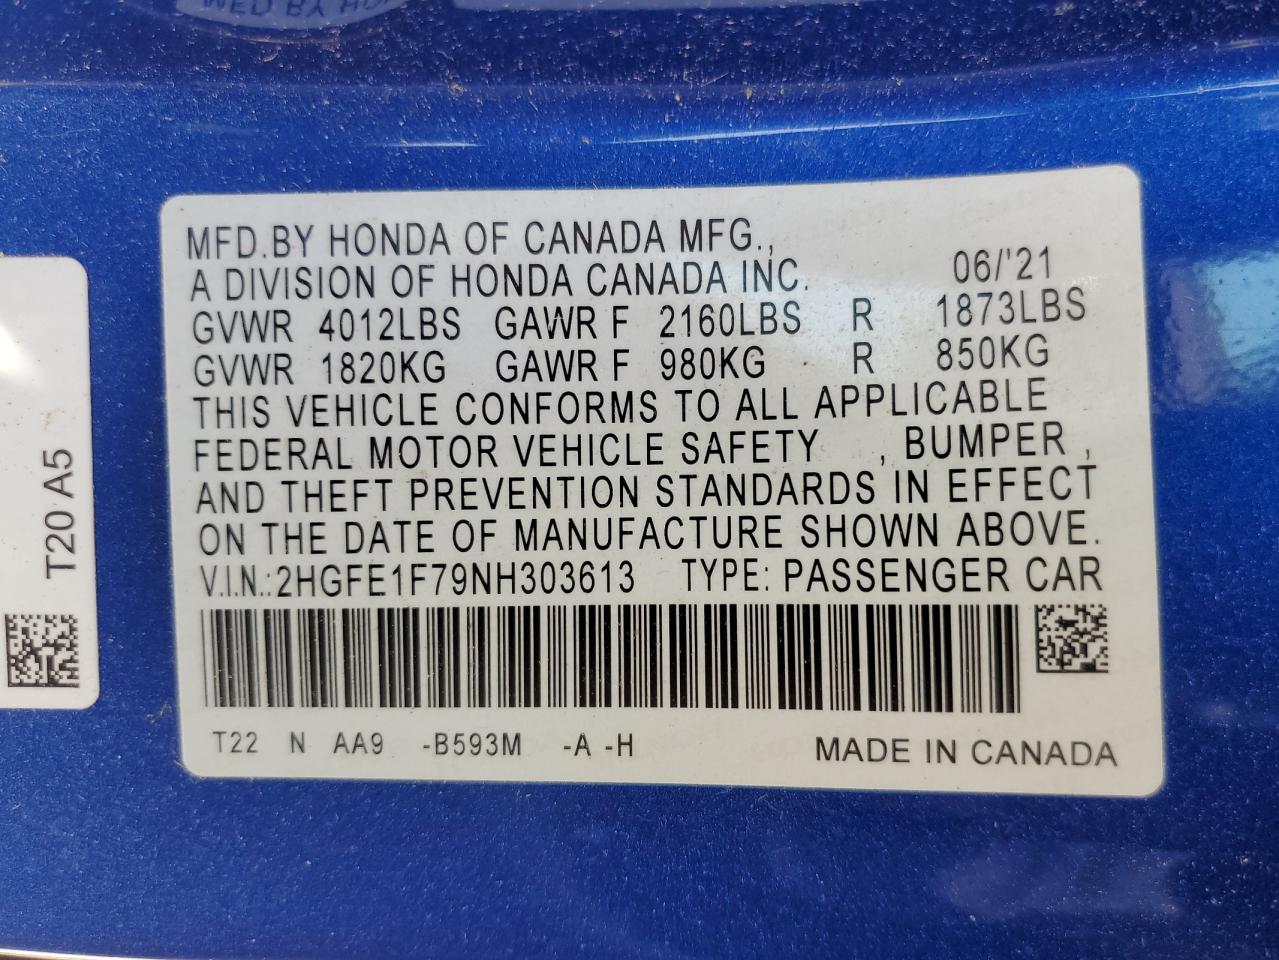 WED BY HO
MFD.BY HONDA OF CANADA MFG.,
A DIVISION OF HONDA CANADA INC. 06/'21
GVWR 4012LBS GAWR F 2160LBS R 1873LBS
GVWR 1820KG GAWR F 980KG R 850KG
THIS VEHICLE CONFORMS TO ALL APPLICABLE
FEDERAL MOTOR VEHICLE SAFETY , BUMPER ,
AND THEFT PREVENTION STANDARDS IN EFFECT
ON THE DATE OF MANUFACTURE SHOWN ABOVE.
V.I.N.:2HGFE1F79NH303613 TYPE: PASSENGER CAR
T22 N AA9 -B593M -A -H MADE IN CANADA
T20 A5